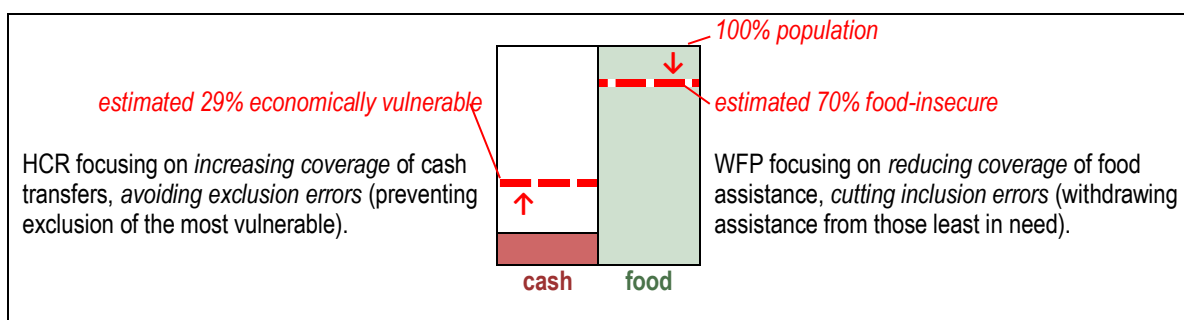 100% population
estimated 29% economically vulnerable
estimated 70% food-insecure
HCR focusing on increasing coverage of cash
transfers, avoiding exclusion errors (preventing
exclusion of the most vulnerable).
WFP focusing on reducing coverage of food
assistance, cutting inclusion errors (withdrawing
assistance from those least in need).
cash
food